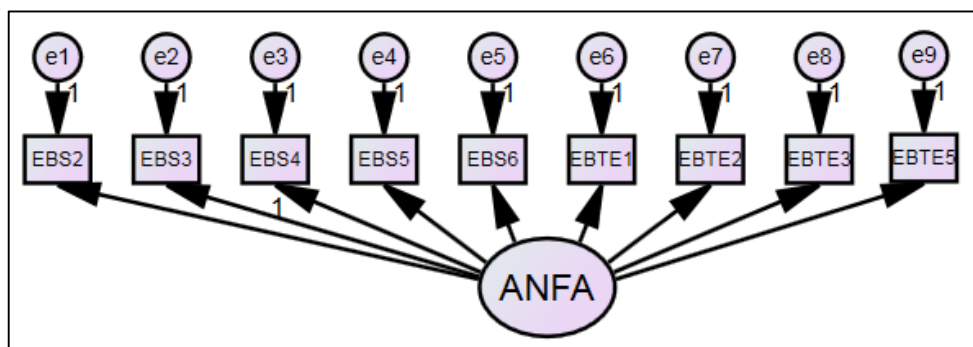 e1 e2 e3 e4 e5 e6 e7 e8 e9
1 1 1 1 1 1 1 1 1
EBS2 EBS3 EBS4 EBS5 EBS6 EBTE1 EBTE2 EBTE3 EBTE5
1
ANFA